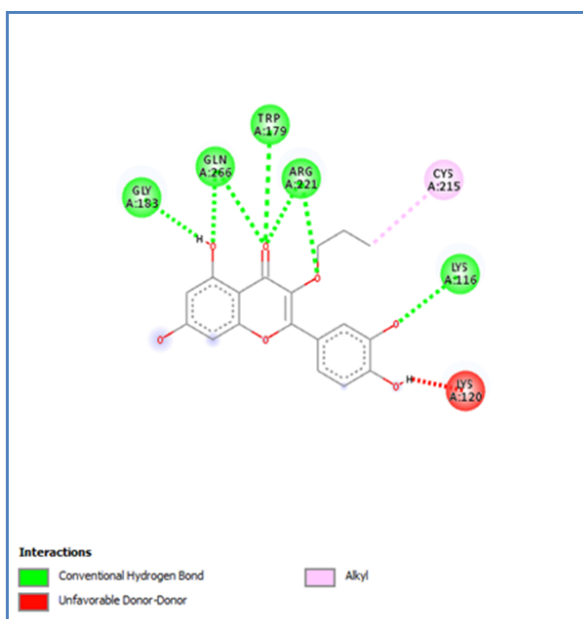 TRP
A:179
GLN
A:266
ARG
A:221
CYS
A:215
GLY
A:183
H
O
O
O
LYS
A:116
O
O
O
O
H
LYS
A:120
Interactions
Conventional Hydrogen Bond
Alkyl
Unfavorable Donor-Donor